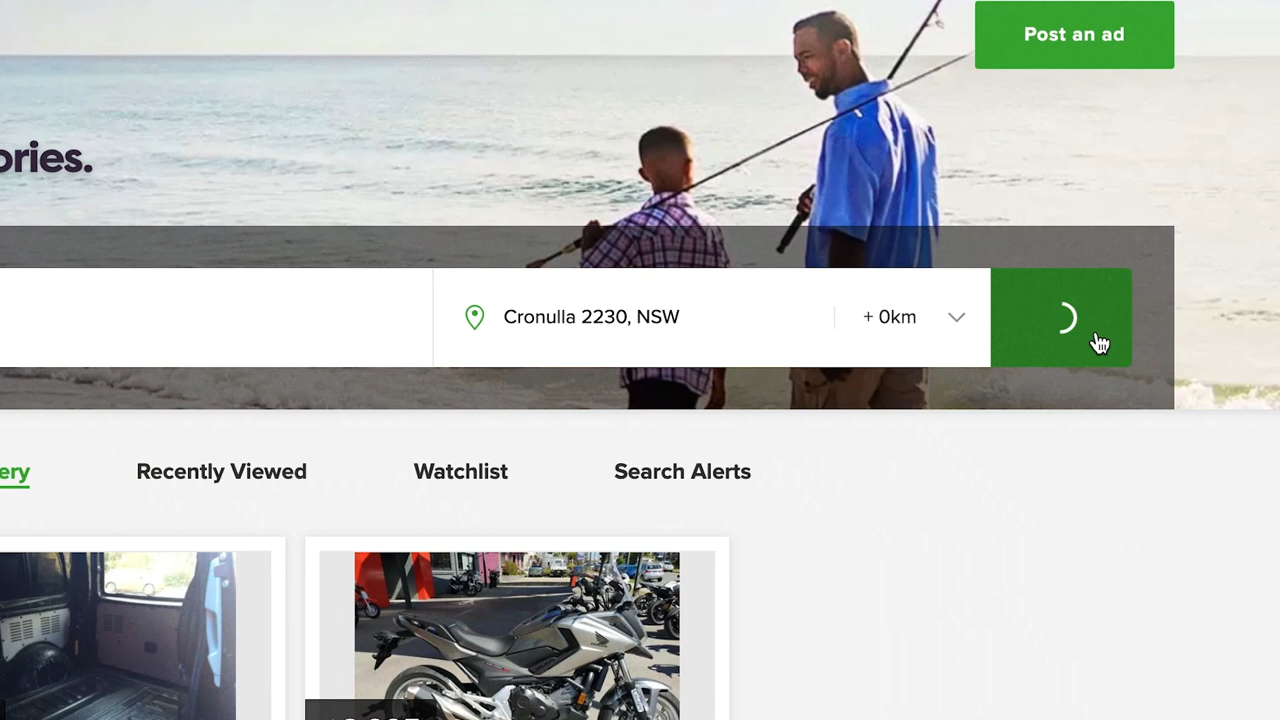 Post an ad
ories.
Cronulla 2230, NSW
+ 0km
ery
Recently Viewed
Watchlist
Search Alerts